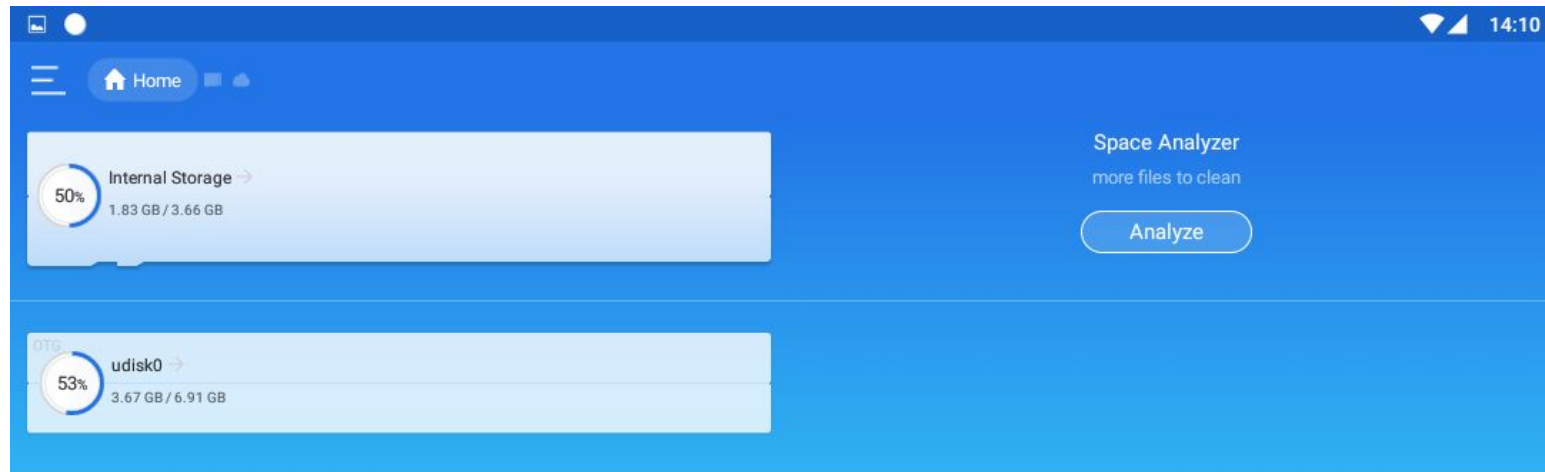 14:10
Home
Space Analyzer
more files to clean
Analyze
Internal Storage
50%
1.83 GB / 3.66 GB
OTG
udisk0
53%
3.67 GB / 6.91 GB